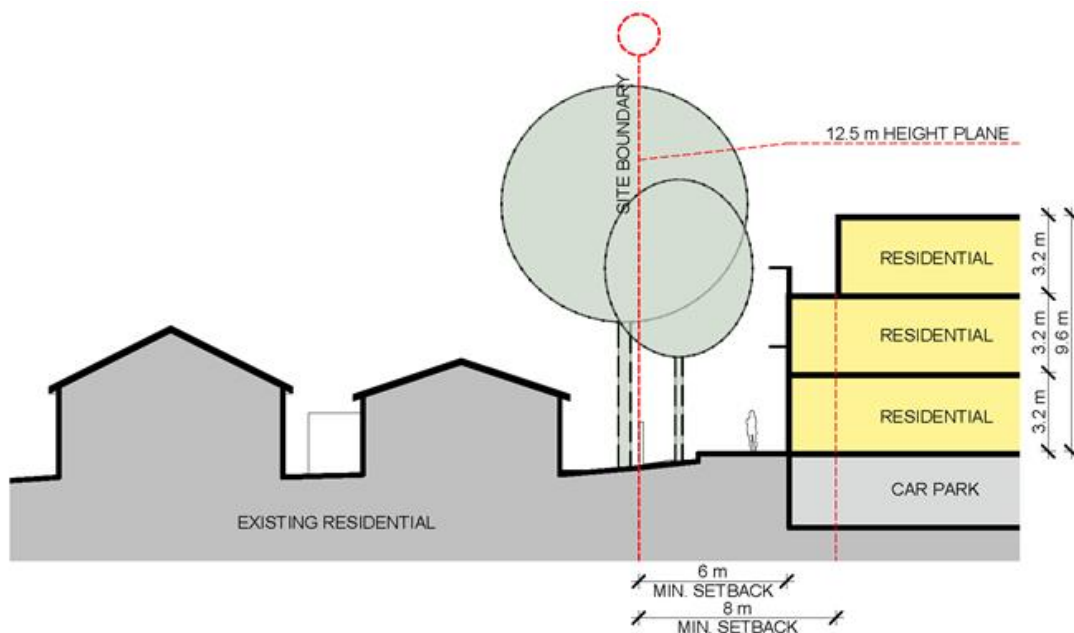 SITE BOUNDARY
12.5 m HEIGHT PLANE
RESIDENTIAL
3.2 m
RESIDENTIAL
3.2 m
9.6 m
RESIDENTIAL
3.2 m
CAR PARK
EXISTING RESIDENTIAL
6 m
MIN. SETBACK
8 m
MIN. SETBACK